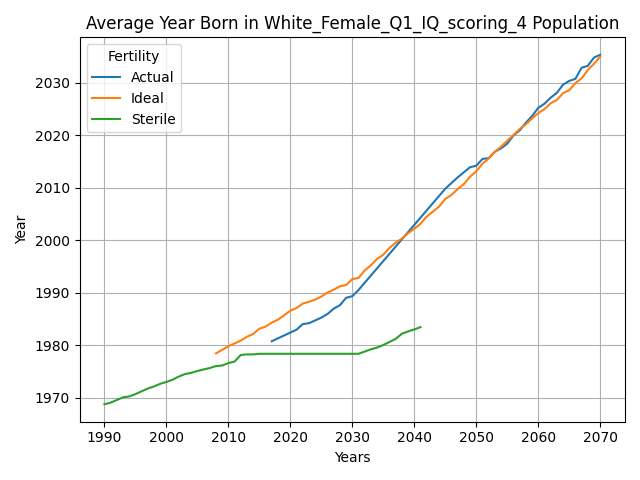 Average Year Born in White_Female_Q1_IQ_scoring_4 Population
Fertility
Actual
Ideal
Sterile
Year
2030
2020
2010
2000
1990
1980
1970
1990 2000 2010 2020 2030 2040 2050 2060 2070
Years